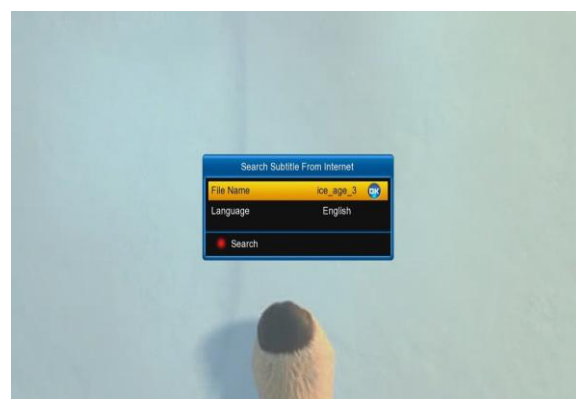 Search Subtitle From Internet
File Name ice_age_3 OK
Language English
Search